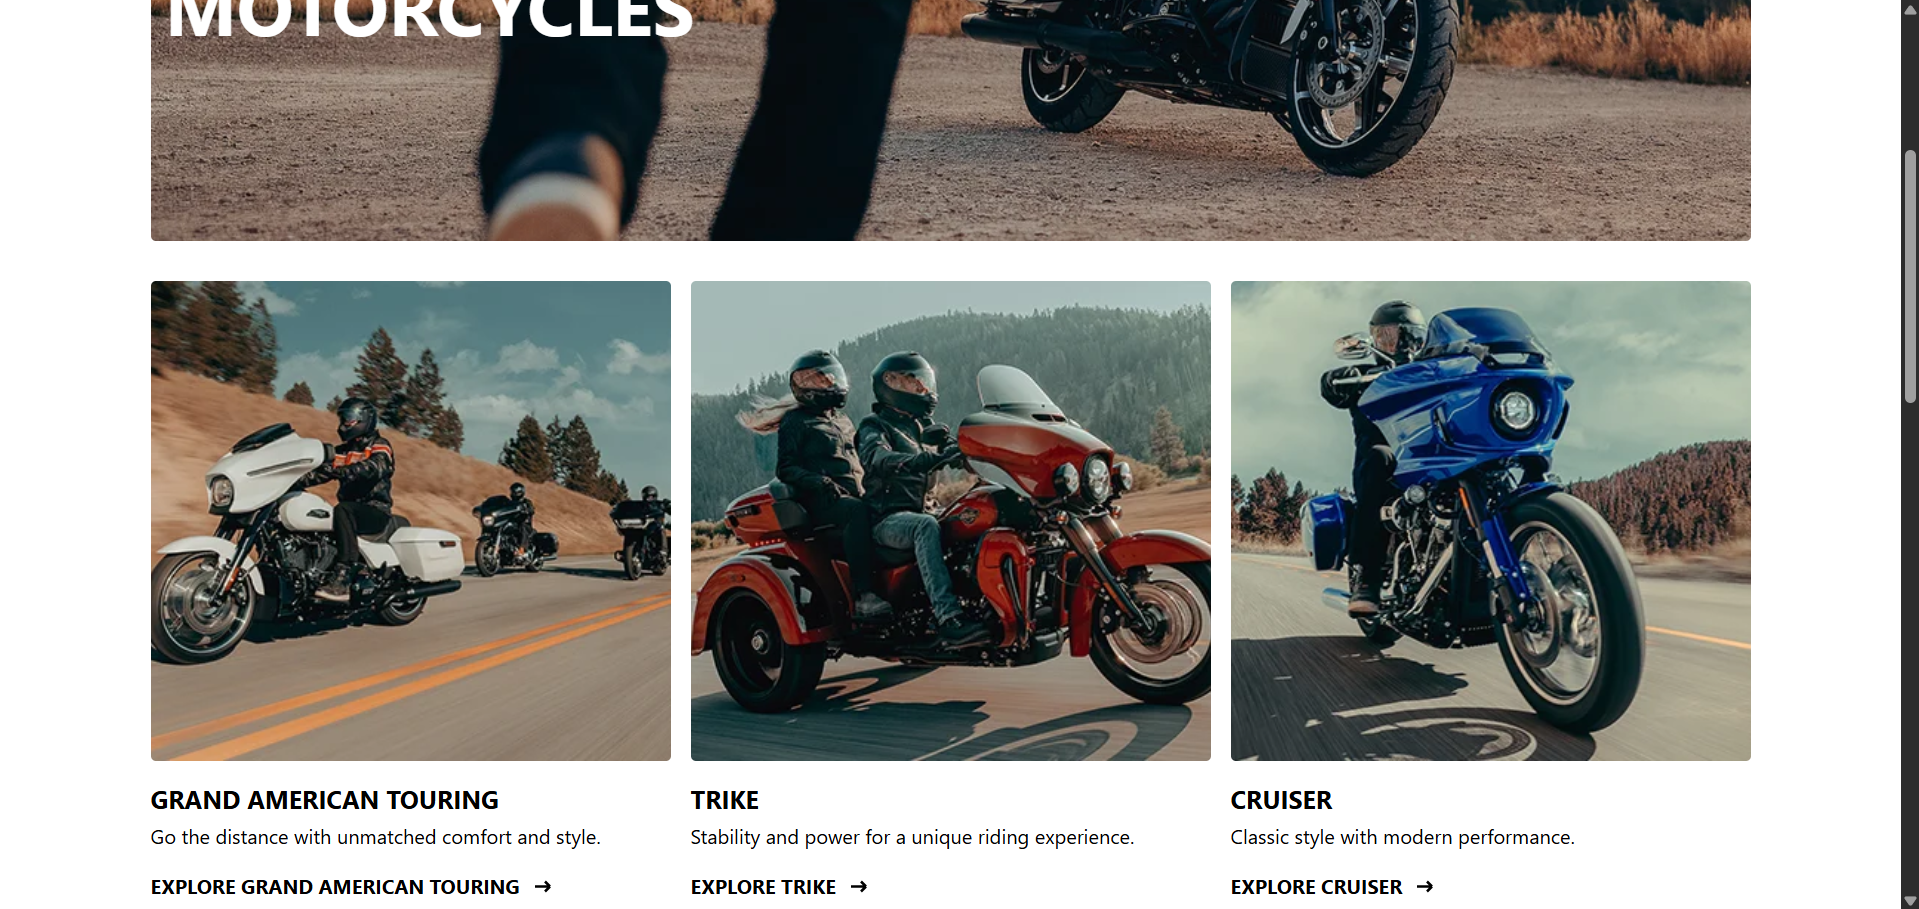 MOTORCYCLES
GRAND AMERICAN TOURING
Go the distance with unmatched comfort and style.
EXPLORE GRAND AMERICAN TOURING →
TRIKE
Stability and power for a unique riding experience.
EXPLORE TRIKE →
CRUISER
Classic style with modern performance.
EXPLORE CRUISER →